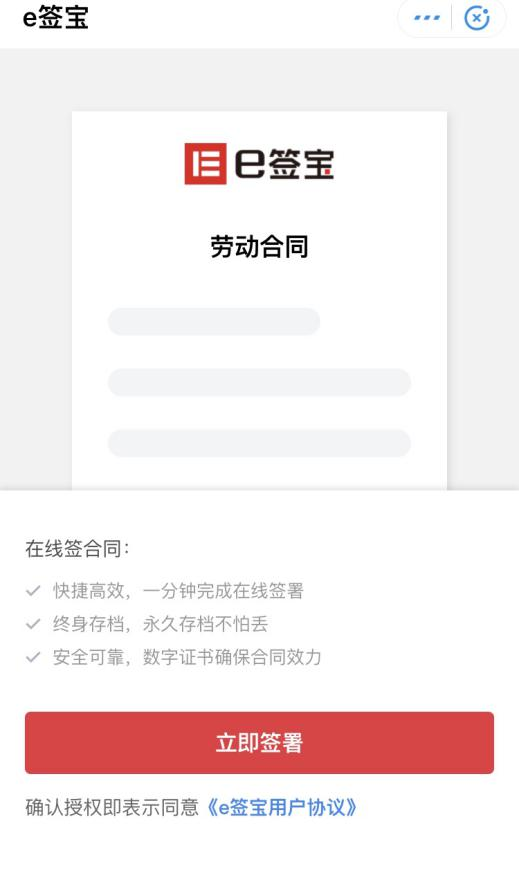 e签宝
e签宝
劳动合同
在线签合同：
快捷高效，一分钟完成在线签署
终身存档，永久存档不怕丢
安全可靠，数字证书确保合同效力
立即签署
确认授权即表示同意《e签宝用户协议》